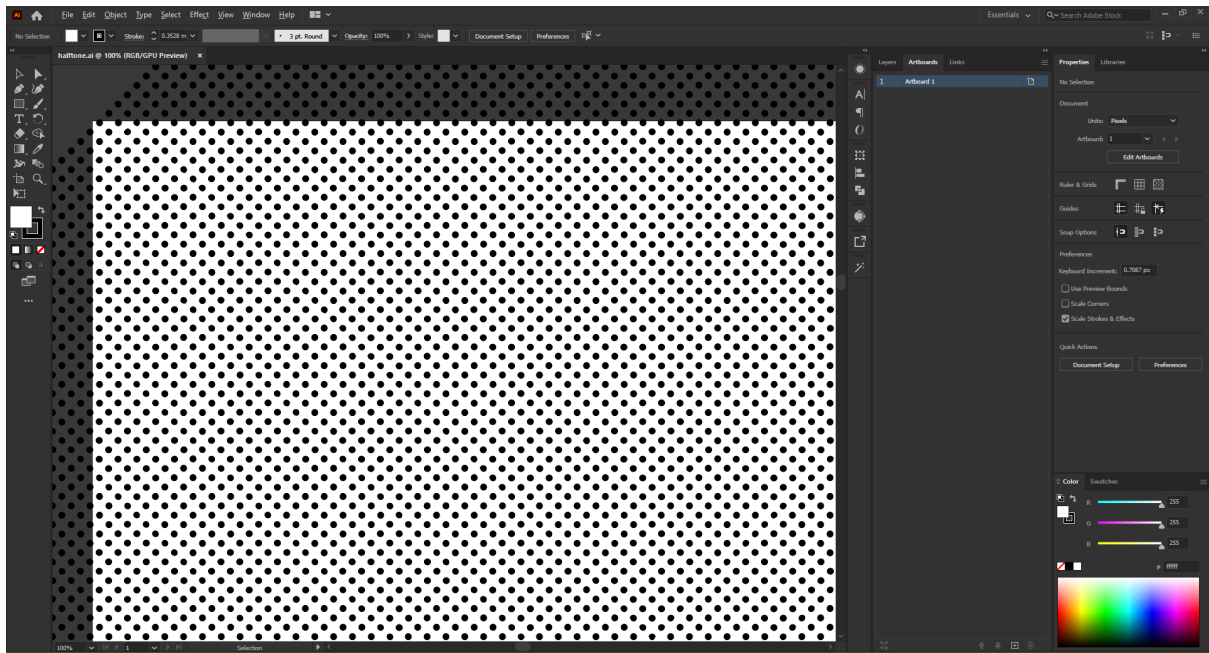 Ai File Edit Object Type Select Effect View Window Help Essentials Search Adobe Stock
No Selection Stroke: 0.3528 m 3 pt. Round Opacity: 100% Style: Document Setup Preferences
halftone.ai @ 100% (RGB/GPU Preview) ×
Layers Artboards Links
1 Artboard 1
Properties Libraries
No Selection
Document
Units: Pixels
Artboard: 1
Edit Artboards
Ruler & Grids
Guides
Snap Options
Preferences
Keyboard Increment: 0.7087 px
Use Preview Bounds
Scale Corners
Scale Strokes & Effects
Quick Actions
Document Setup Preferences
Color Swatches
R 255
G 255
B 255
# ffffff
100% 1 Selection